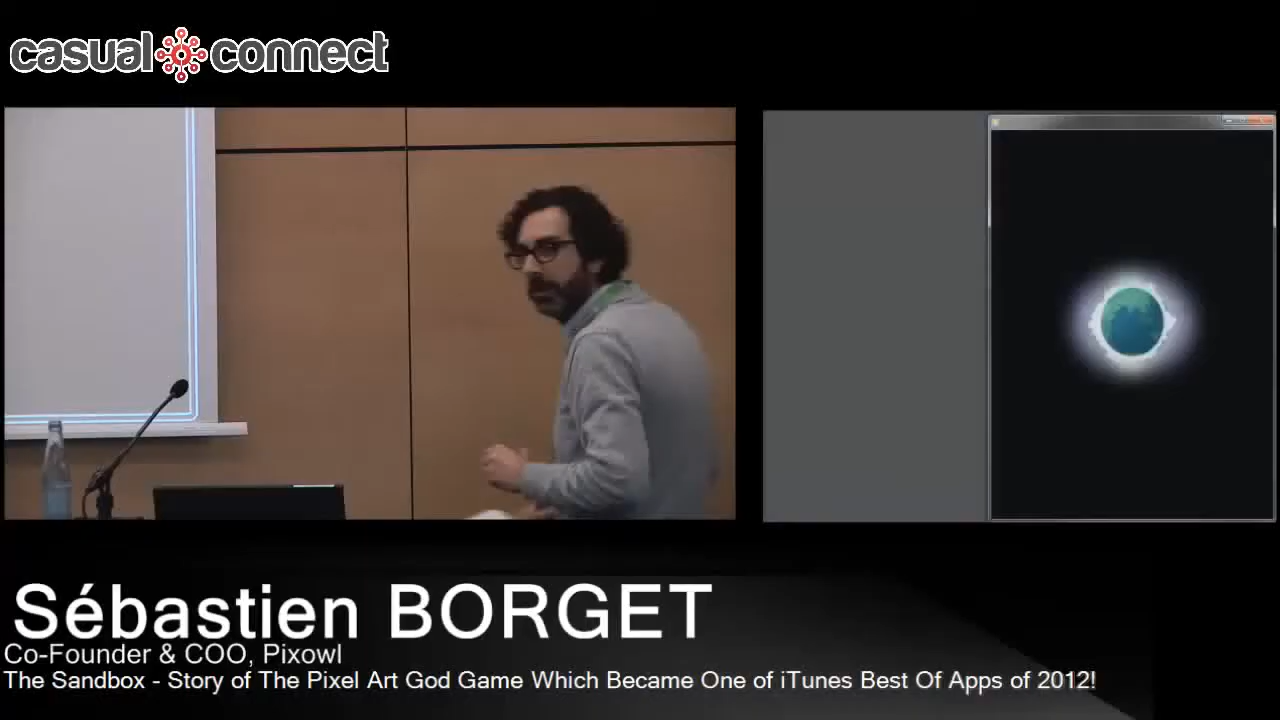 casual connect
Sébastien BORGET
Co-Founder & COO, Pixowl
The Sandbox - Story of The Pixel Art God Game Which Became One of iTunes Best Of Apps of 2012!